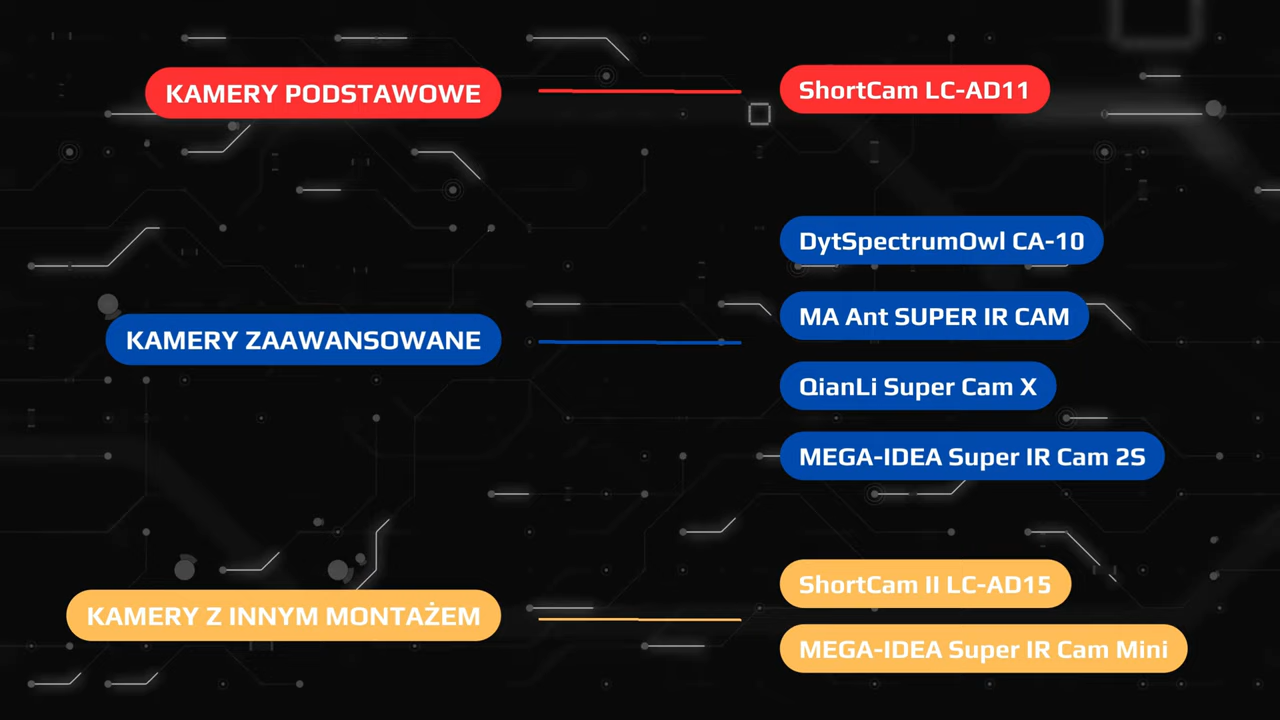 KAMERY PODSTAWOWE
ShortCam LC-AD11
KAMERY ZAAWANSOWANE
DytSpectrumOwl CA-10
MA Ant SUPER IR CAM
QianLi Super Cam X
MEGA-IDEA Super IR Cam 2S
KAMERY Z INNYM MONTAŻEM
ShortCam II LC-AD15
MEGA-IDEA Super IR Cam Mini